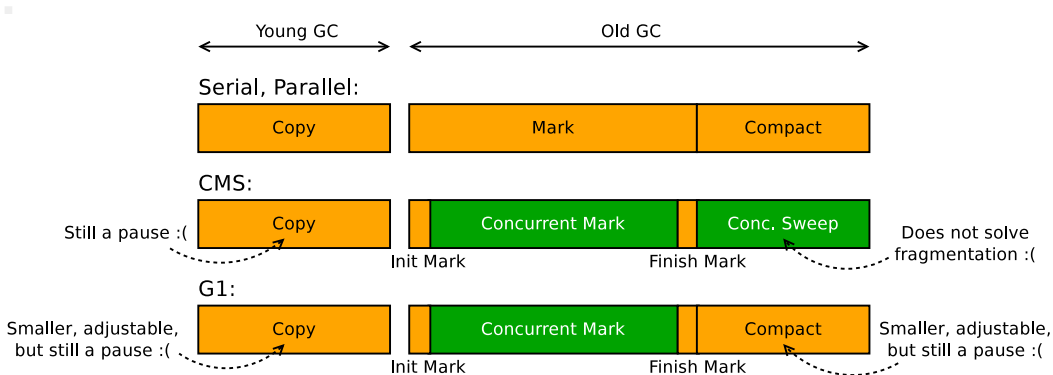 Young GC
Old GC
Serial, Parallel:
Copy
Mark
Compact
CMS:
Copy
Concurrent Mark
Conc. Sweep
Still a pause :(
Does not solve
fragmentation :(
Init Mark
Finish Mark
G1:
Copy
Concurrent Mark
Compact
Smaller, adjustable,
but still a pause :(
Smaller, adjustable,
but still a pause :(
Init Mark
Finish Mark